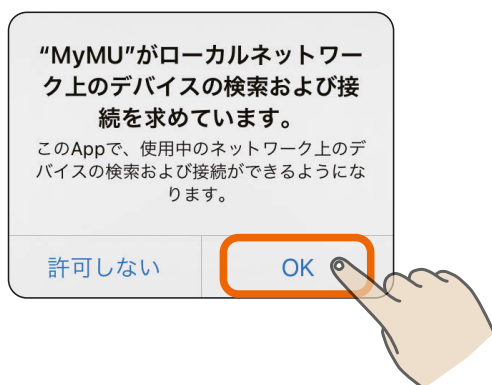 “MyMU”がローカルネットワー
ク上のデバイスの検索および接
続を求めています。
このAppで、使用中のネットワーク上のデ
バイスの検索および接続ができるようにな
ります。
許可しない
OK